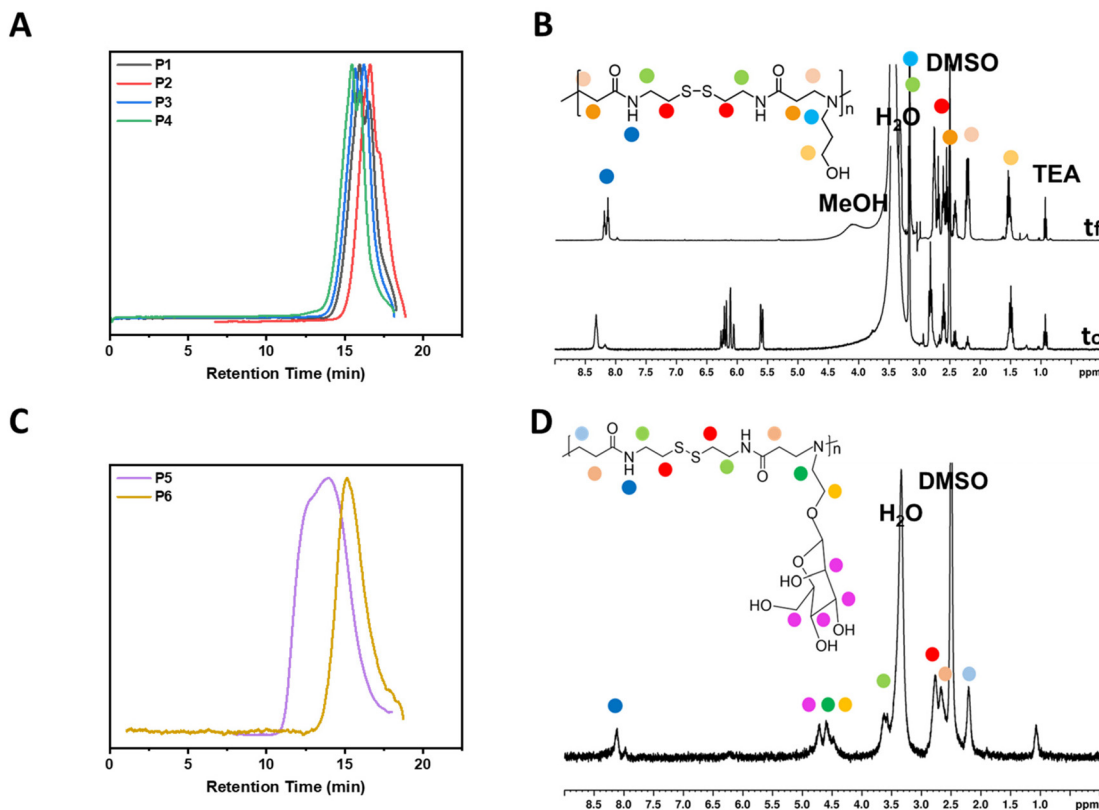 A
P1
P2
P3
P4
0 5 10 15 20
Retention Time (min)
B
O
N
H
S-S
H
N
O
N
n
OH
DMSO
H₂O
MeOH
TEA
tf
8.5 8.0 7.5 7.0 6.5 6.0 5.5 5.0 4.5 4.0 3.5 3.0 2.5 2.0 1.5 1.0 ppm
C
P5
P6
0 5 10 15 20
Retention Time (min)
D
O
N
H
S
S
H
N
O
N
n
O
O
HO
HO
OH
OH
DMSO
H₂O
8.5 8.0 7.5 7.0 6.5 6.0 5.5 5.0 4.5 4.0 3.5 3.0 2.5 2.0 1.5 1.0 ppm